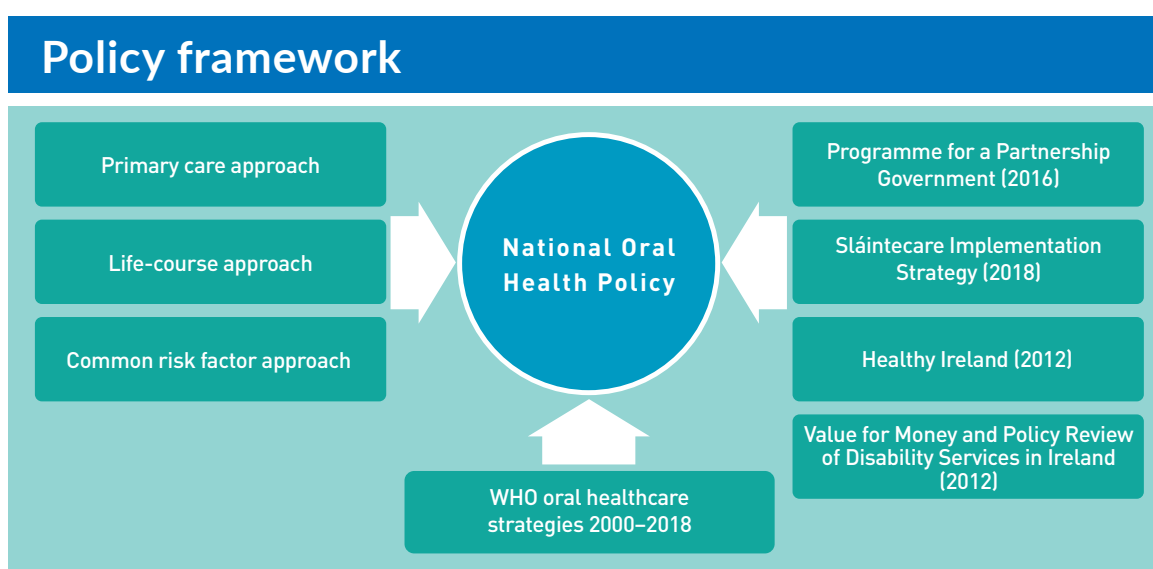 Policy framework
Primary care approach
Life-course approach
Common risk factor approach
National Oral
Health Policy
Programme for a Partnership
Government (2016)
Sláintecare Implementation
Strategy (2018)
Healthy Ireland (2012)
Value for Money and Policy Review
of Disability Services in Ireland
(2012)
WHO oral healthcare
strategies 2000–2018